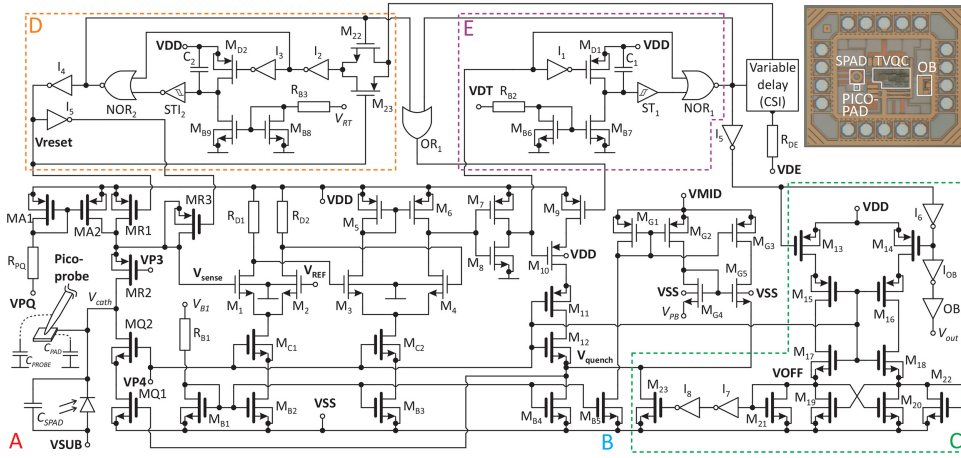 D
E
M22
VDD
C2
MD2
I3
I2
I4
NOR2
STI2
M23
RB3
VRT
I5
Vreset
MB9
MB8
OR1
I1
MD1
VDD
C1
VDT
RB2
ST1
NOR1
MB6
MB7
Variable
delay
(CSI)
I5
RDE
VDE
SPAD
TVQC
OB
PICO-
PAD
MA1
MA2
MR1
MR3
RD1
RD2
VDD
M5
M6
M7
M9
M8
M10
VDD
VMID
MG1
MG2
MG3
VDD
M13
M14
I6
RPQ
Pico-
probe
VPQ
VP3
MR2
Vcath
Vsense
VREF
M1
M2
M3
M4
M11
VSS
MG5
VSS
MG4
VPB
M15
M16
IOB
OB
Vout
VB1
RB1
MQ2
MC1
MC2
M12
Vquench
M17
M18
CPAD
CPROBE
VP4
MQ1
CSPAD
VSUB
MB1
MB2
VSS
MB3
MB4
MB5
M23
I8
I7
VOFF
M21
M19
M20
M22
A
B
C